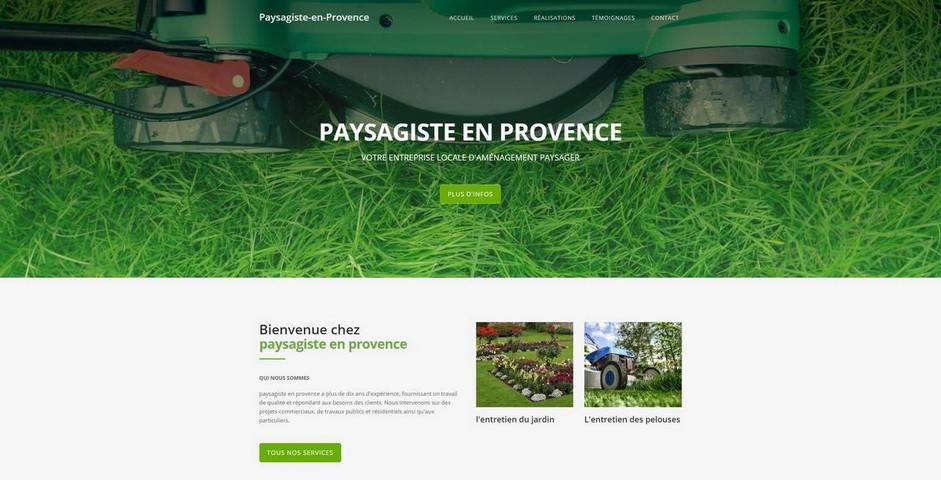 Paysagiste-en-Provence
ACCUEIL SERVICES RÉALISATIONS TÉMOIGNAGES CONTACT
PAYSAGISTE EN PROVENCE
VOTRE ENTREPRISE LOCALE D'AMÉNAGEMENT PAYSAGER
PLUS D'INFOS
Bienvenue chez
paysagiste en provence
QUI NOUS SOMMES
paysagiste en provence a plus de dix ans d'expérience, fournissant un travail
de qualité et répondant aux besoins des clients. Nous intervenons sur des
projets commerciaux, de travaux publics et résidentiels ainsi qu'aux
particuliers.
TOUS NOS SERVICES
l'entretien du jardin
L'entretien des pelouses